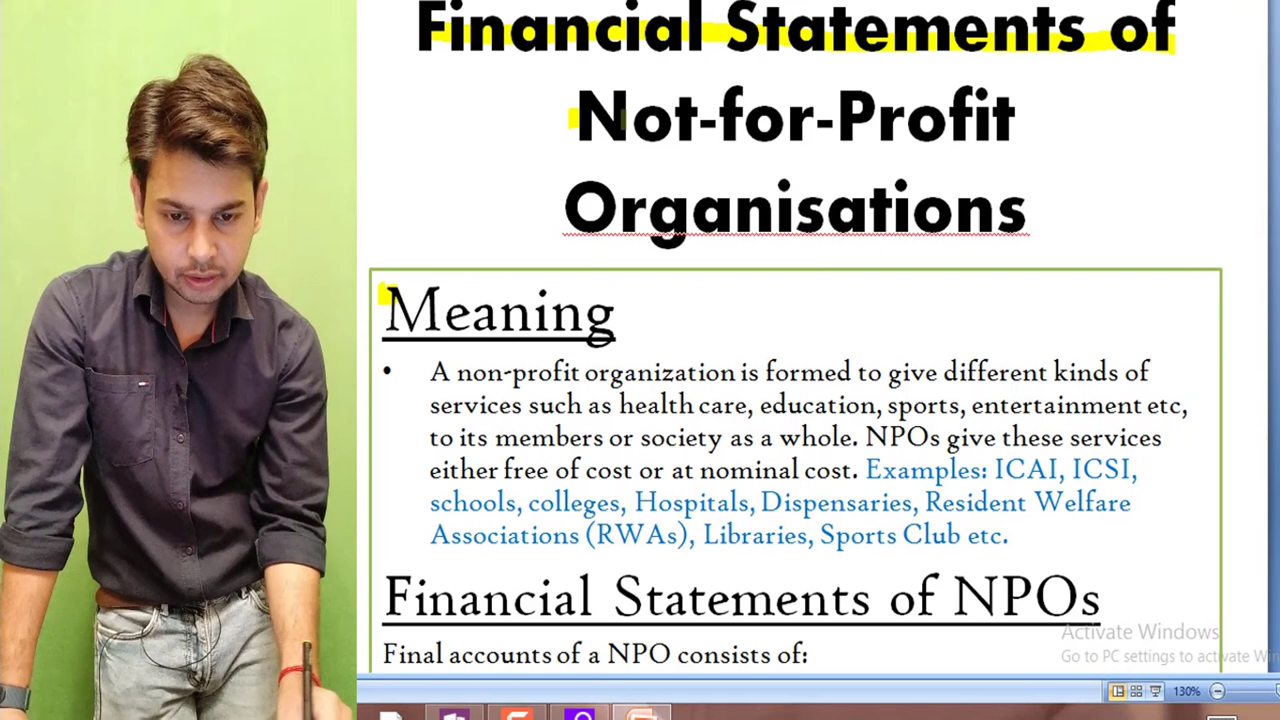 Financial Statements of
Not-for-Profit
Organisations
Meaning
• A non-profit organization is formed to give different kinds of
services such as health care, education, sports, entertainment etc,
to its members or society as a whole. NPOs give these services
either free of cost or at nominal cost. Examples: ICAI, ICSI,
schools, colleges, Hospitals, Dispensaries, Resident Welfare
Associations (RWAs), Libraries, Sports Club etc.
Financial Statements of NPOs
Final accounts of a NPO consists of:
Activate Windows
Go to PC settings to activate Win
130%